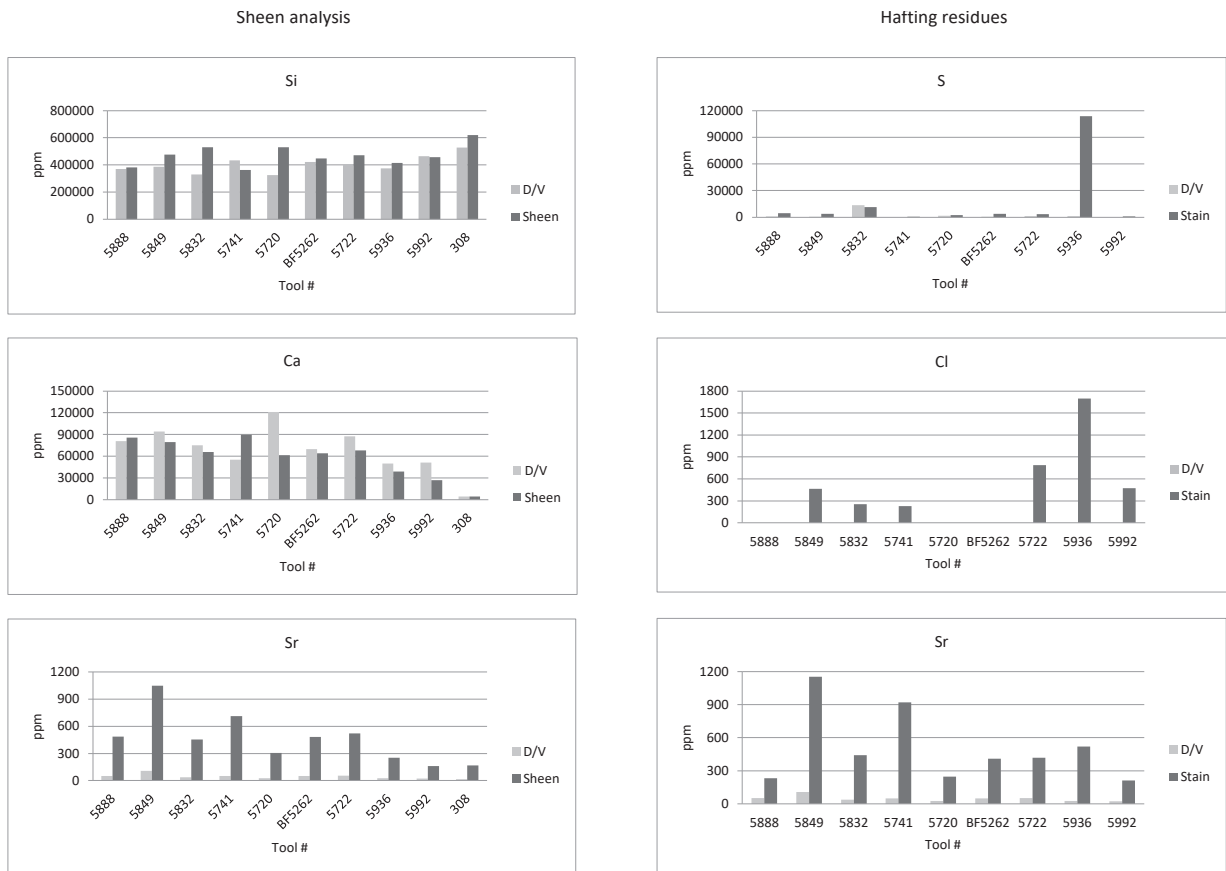 Sheen analysis
Hafting residues
Si
800000
600000
400000
200000
0
ppm
5888 5849 5832 5741 5720 BF5262 5722 5936 5992 308
Tool #
D/V
Sheen
S
120000
90000
60000
30000
0
ppm
5888 5849 5832 5741 5720 BF5262 5722 5936 5992
Tool #
D/V
Stain
Ca
150000
120000
90000
60000
30000
0
ppm
5888 5849 5832 5741 5720 BF5262 5722 5936 5992 308
Tool #
D/V
Sheen
Cl
1800
1500
1200
900
600
300
0
ppm
5888 5849 5832 5741 5720 BF5262 5722 5936 5992
Tool #
D/V
Stain
Sr
1200
900
600
300
0
ppm
5888 5849 5832 5741 5720 BF5262 5722 5936 5992 308
Tool #
D/V
Sheen
Sr
1200
900
600
300
0
ppm
5888 5849 5832 5741 5720 BF5262 5722 5936 5992
Tool #
D/V
Stain